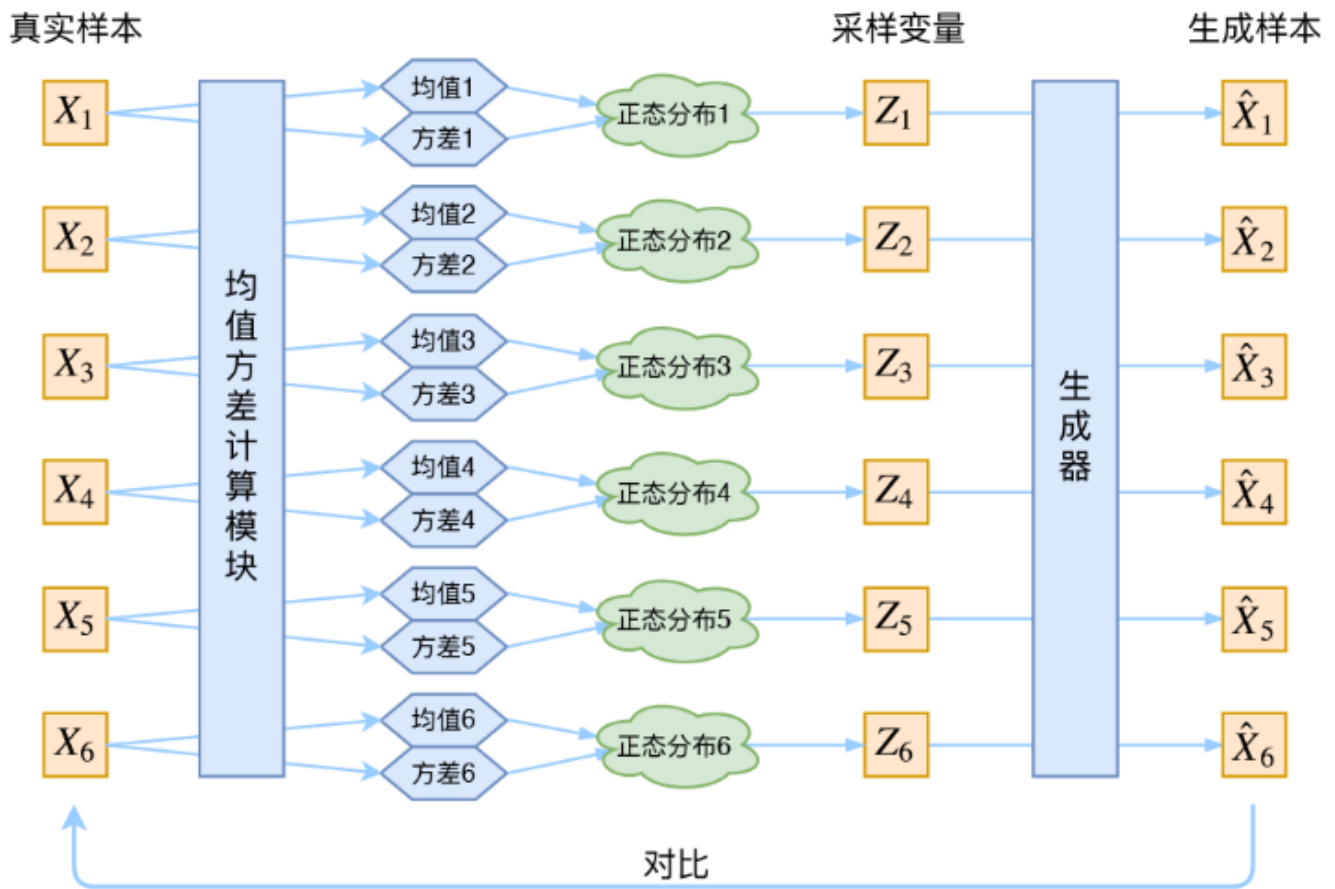 真实样本
采样变量
生成样本
X₁
均值1
方差1
正态分布1
Z₁
X̂₁
X₂
均值2
方差2
正态分布2
Z₂
X̂₂
均值方差计算模块
X₃
均值3
方差3
正态分布3
Z₃
X̂₃
生成器
X₄
均值4
方差4
正态分布4
Z₄
X̂₄
X₅
均值5
方差5
正态分布5
Z₅
X̂₅
X₆
均值6
方差6
正态分布6
Z₆
X̂₆
对比